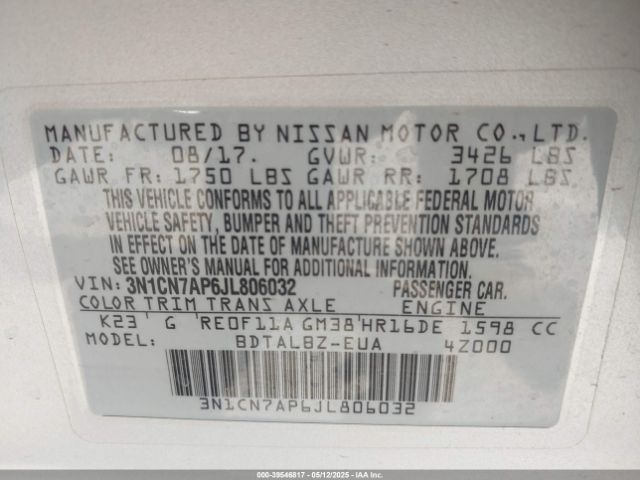 MANUFACTURED BY NISSAN MOTOR CO.,LTD.
DATE: 08/17. GVWR: 3426 LBS
GAWR FR: 1750 LBS GAWR RR: 1708 LBS
THIS VEHICLE CONFORMS TO ALL APPLICABLE FEDERAL MOTOR
VEHICLE SAFETY, BUMPER AND THEFT PREVENTION STANDARDS
IN EFFECT ON THE DATE OF MANUFACTURE SHOWN ABOVE.
SEE OWNER'S MANUAL FOR ADDITIONAL INFORMATION.
VIN: 3N1CN7AP6JL806032 PASSENGER CAR.
COLOR TRIM TRANS AXLE ENGINE
K23 G RE0F11A GM38 HR16DE 1598 CC
MODEL: BDTALBZ-EUA 4Z000
3N1CN7AP6JL806032
000-39546817 - 05/12/2025 - COPYRIGHT IAA, LLC.